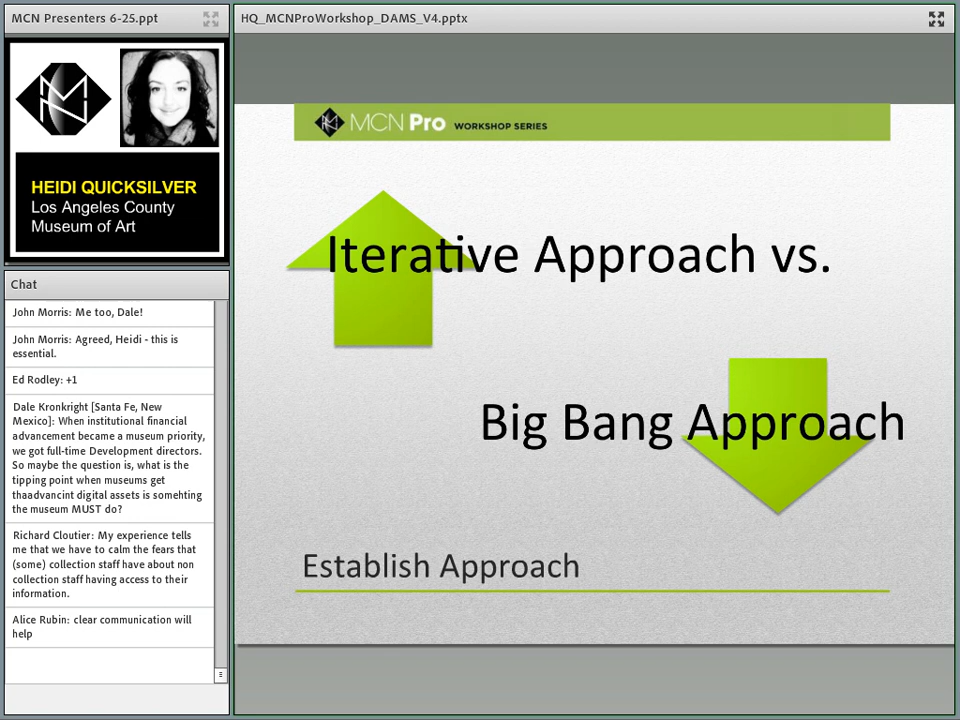 MCN Presenters 6-25.ppt
HEIDI QUICKSILVER
Los Angeles County
Museum of Art
Chat
John Morris: Me too, Dale!
John Morris: Agreed, Heidi - this is
essential.
Ed Rodley: +1
Dale Kronkright [Santa Fe, New
Mexico]: When institutional financial
advancement became a museum priority,
we got full-time Development directors.
So maybe the question is, what is the
tipping point when museums get
thaadvancint digital assets is somehting
the museum MUST do?
Richard Cloutier: My experience tells
me that we have to calm the fears that
(some) collection staff have about non
collection staff having access to their
information.
Alice Rubin: clear communication will
help
HQ_MCNProWorkshop_DAMS_V4.pptx
MCN Pro WORKSHOP SERIES
Iterative Approach vs.
Big Bang Approach
Establish Approach